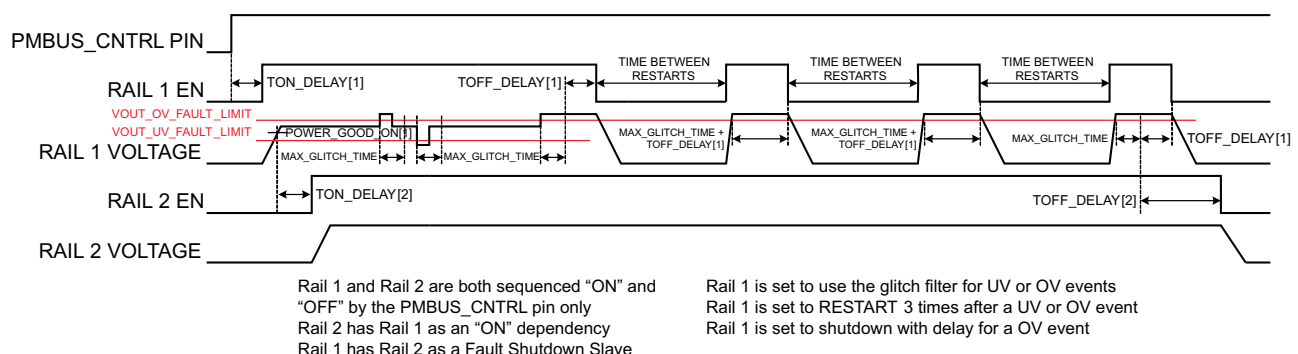 PMBUS_CNTRL PIN
TON_DELAY[1]
TOFF_DELAY[1]
TIME BETWEEN
RESTARTS
TIME BETWEEN
RESTARTS
TIME BETWEEN
RESTARTS
RAIL 1 EN
VOUT_OV_FAULT_LIMIT
VOUT_UV_FAULT_LIMIT
POWER_GOOD_ON[1]
RAIL 1 VOLTAGE
MAX_GLITCH_TIME
MAX_GLITCH_TIME
MAX_GLITCH_TIME +
TOFF_DELAY[1]
MAX_GLITCH_TIME +
TOFF_DELAY[1]
MAX_GLITCH_TIME
TOFF_DELAY[1]
RAIL 2 EN
TON_DELAY[2]
TOFF_DELAY[2]
RAIL 2 VOLTAGE
Rail 1 and Rail 2 are both sequenced “ON” and
“OFF” by the PMBUS_CNTRL pin only
Rail 2 has Rail 1 as an “ON” dependency
Rail 1 has Rail 2 as a Fault Shutdown Slave
Rail 1 is set to use the glitch filter for UV or OV events
Rail 1 is set to RESTART 3 times after a UV or OV event
Rail 1 is set to shutdown with delay for a OV event